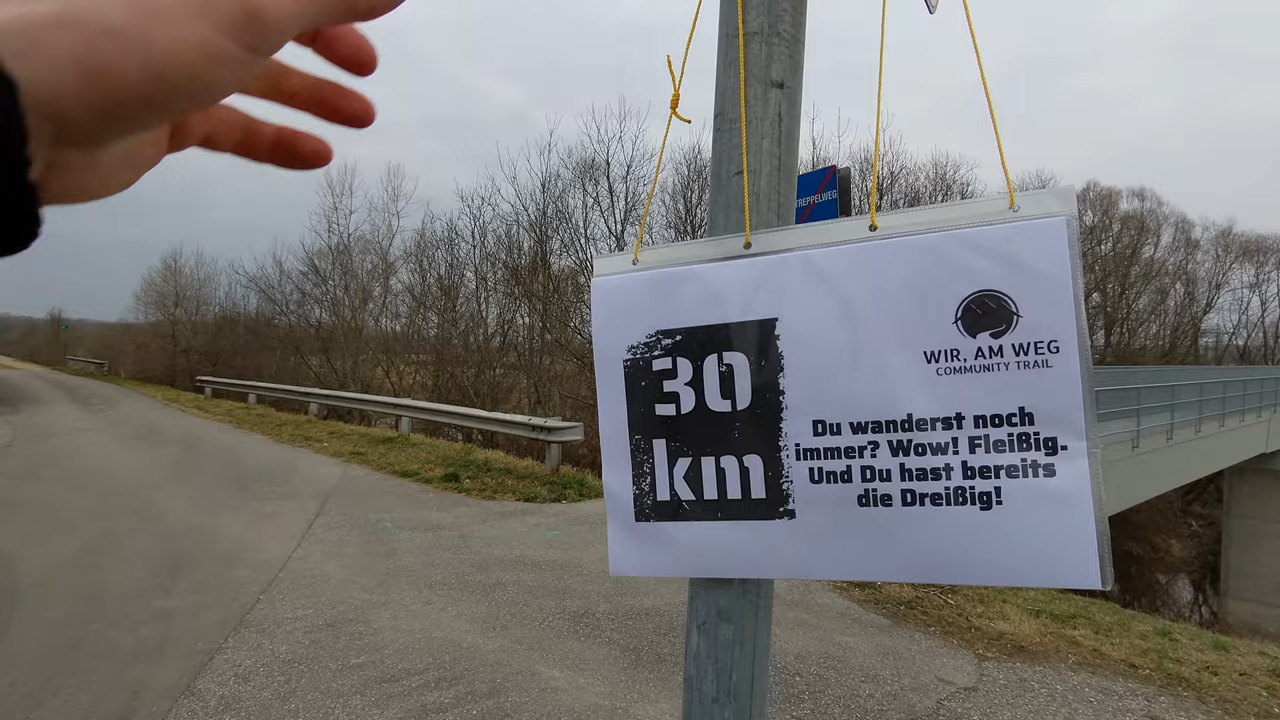 TREPPELWEG
30
km
WIR, AM WEG
COMMUNITY TRAIL
Du wanderst noch
immer? Wow! Fleißig.
Und Du hast bereits
die Dreißig!